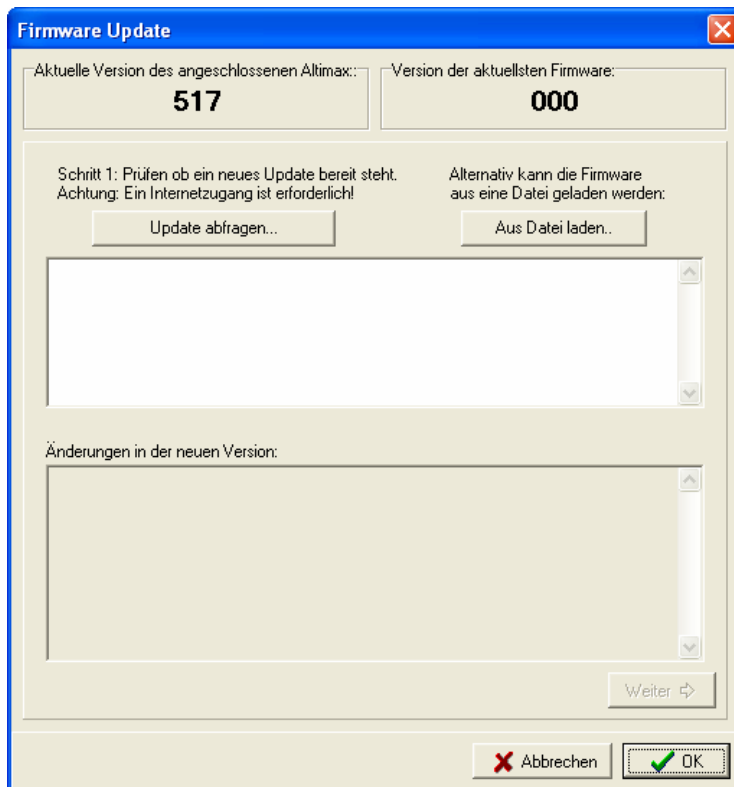 Firmware Update
Aktuelle Version des angeschlossenen Altimax::
517
Version der aktuellsten Firmware:
000
Schritt 1: Prüfen ob ein neues Update bereit steht.
Achtung: Ein Internetzugang ist erforderlich!
Update abfragen...
Alternativ kann die Firmware
aus eine Datei geladen werden:
Aus Datei laden..
Änderungen in der neuen Version:
Weiter
Abbrechen
OK